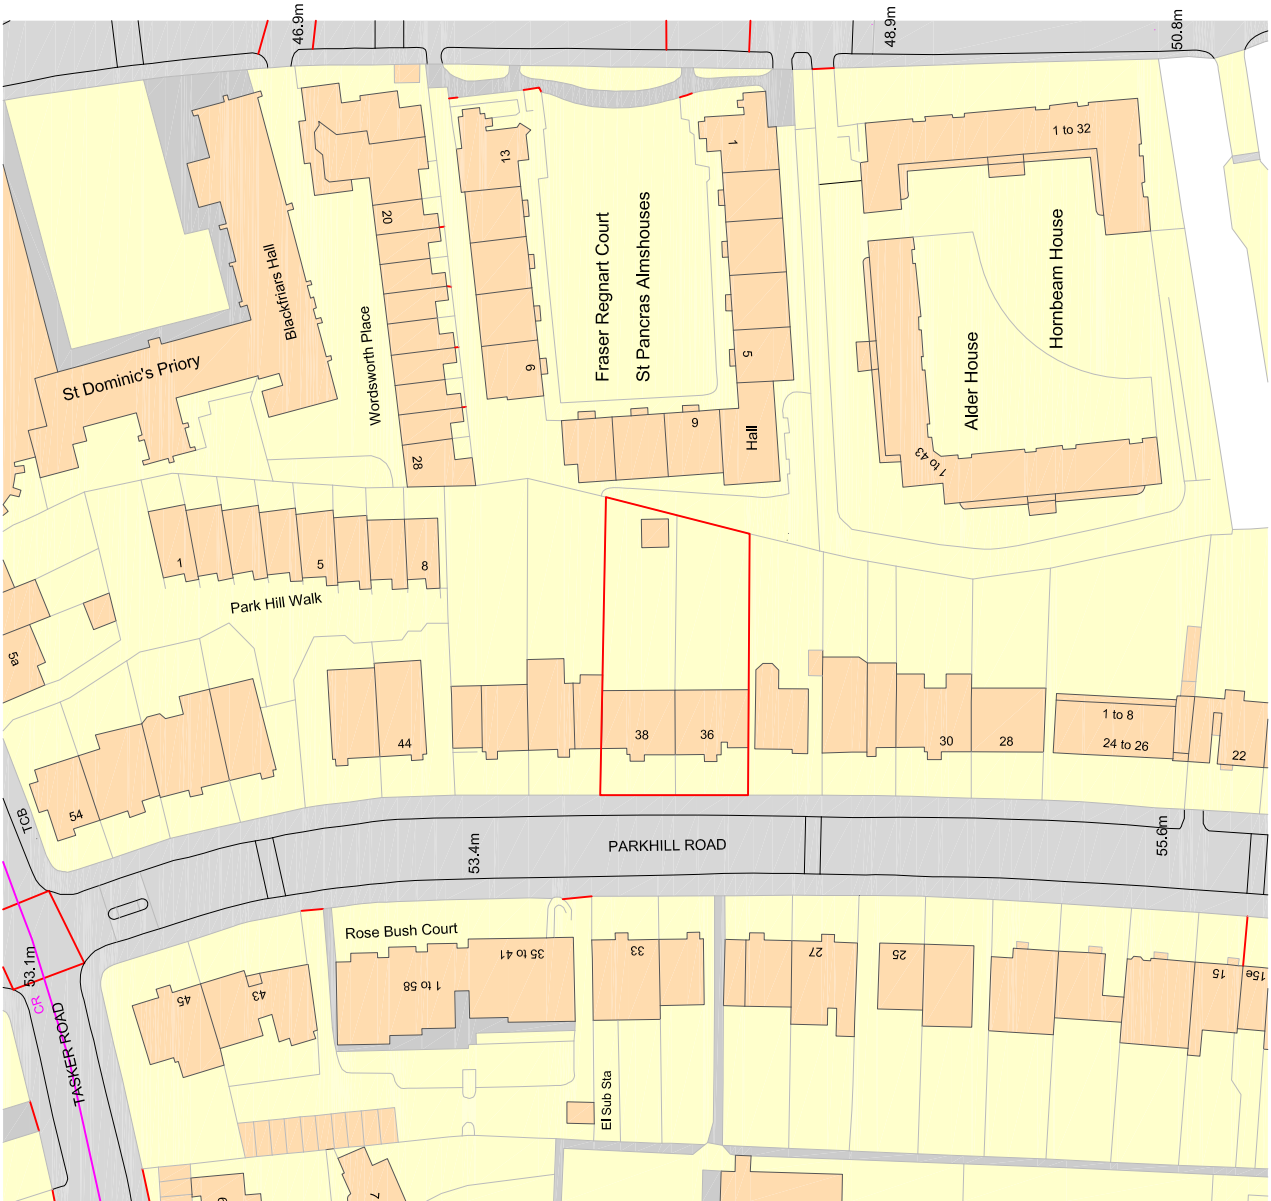 46.9m
48.9m
50.8m
1 to 32
13
1
20
Blackfriars Hall
Wordsworth Place
Fraser Regnart Court
St Pancras Almshouses
Hornbeam House
Alder House
St Dominic's Priory
9
5
9
Hall
28
1 to 43
1
5
8
Park Hill Walk
5a
44
38
36
30
28
1 to 8
24 to 26
22
54
TCB
53.4m
PARKHILL ROAD
55.6m
Rose Bush Court
35 to 41
1 to 58
33
27
25
15
15e
45
43
53.1m
CR
TASKER ROAD
El Sub Sta
7